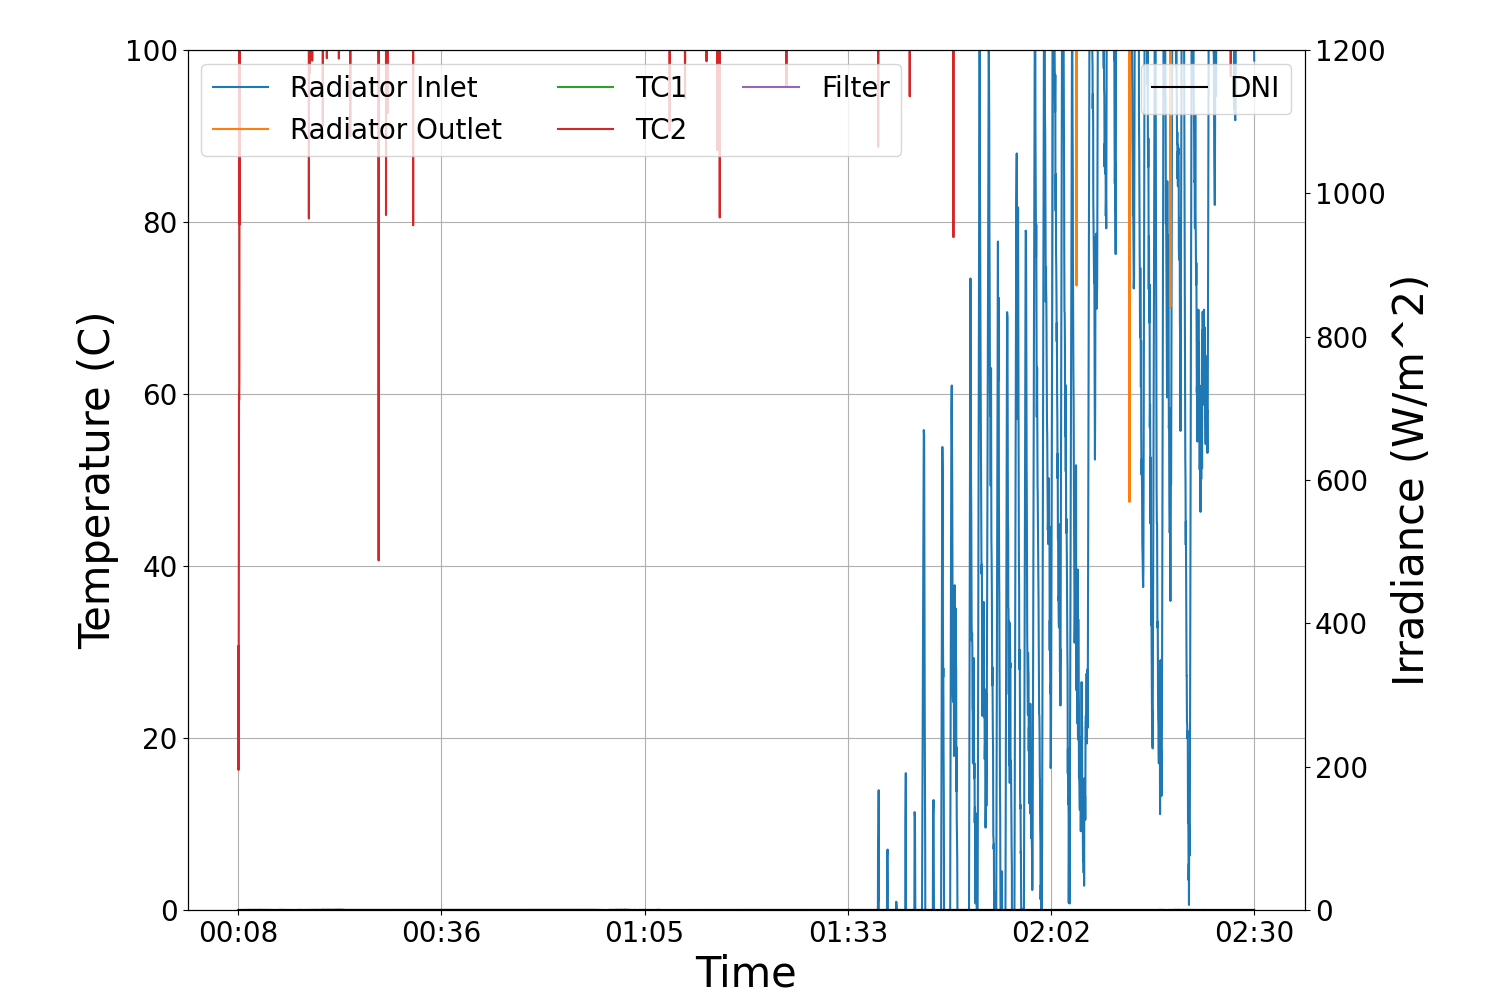 100
80
60
40
20
0
Temperature (C)
Radiator Inlet
Radiator Outlet
TC1
TC2
Filter
DNI
1200
1000
800
600
400
200
0
Irradiance (W/m^2)
00:08
00:36
01:05
01:33
02:02
02:30
Time